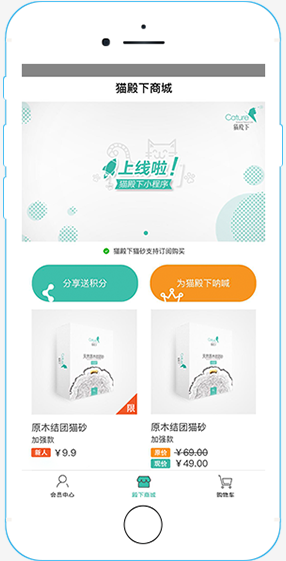 猫殿下商城
Cature
猫殿下
上线啦!
猫殿下小程序
猫殿下猫砂支持订阅购买
分享送积分
为猫殿下呐喊
限
原木结团猫砂
加强款
新人 ¥9.9
原木结团猫砂
加强款
原价 ¥69.00
现价 ¥49.00
会员中心
殿下商城
购物车